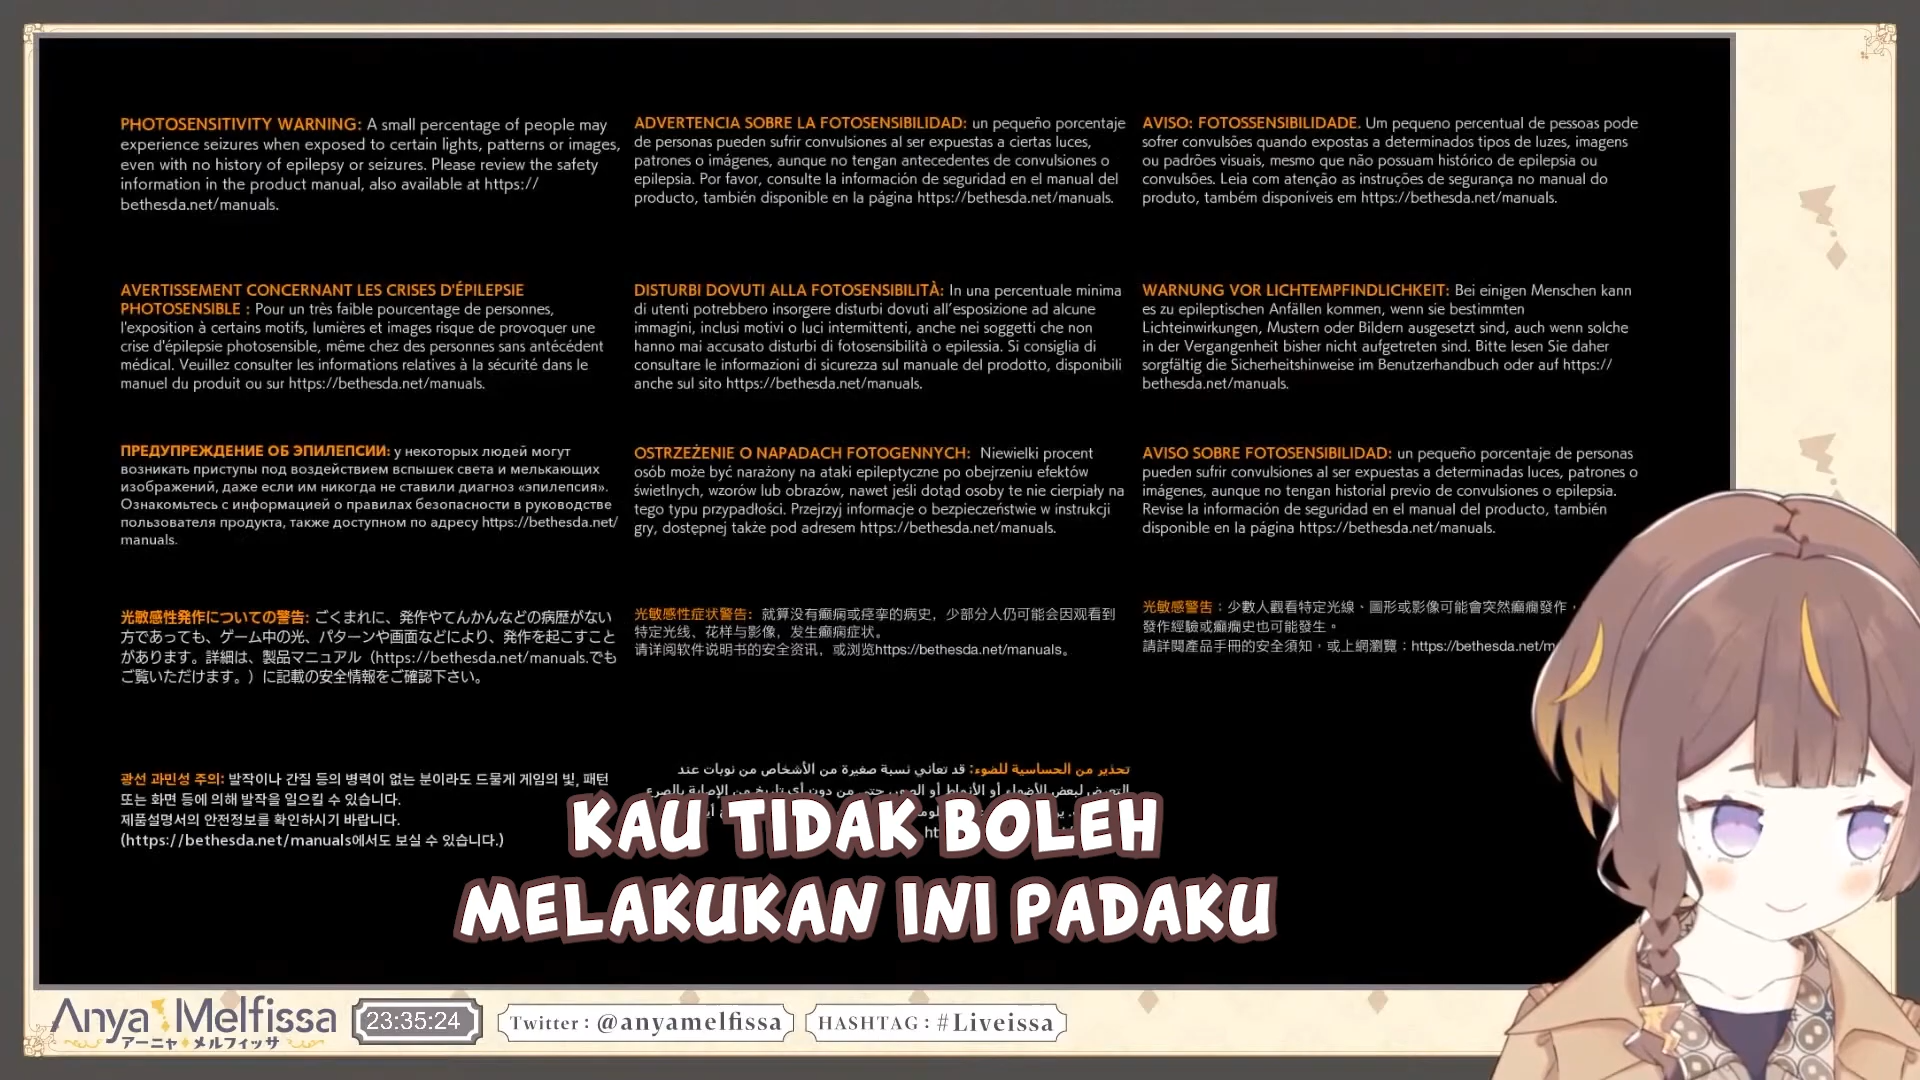 PHOTOSENSITIVITY WARNING: A small percentage of people may
experience seizures when exposed to certain lights, patterns or images,
even with no history of epilepsy or seizures. Please review the safety
information in the product manual, also available at https://
bethesda.net/manuals.
ADVERTENCIA SOBRE LA FOTOSENSIBILIDAD: un pequeño porcentaje
de personas pueden sufrir convulsiones al ser expuestas a ciertas luces,
patrones o imágenes, aunque no tengan antecedentes de convulsiones o
epilepsia. Por favor, consulte la información de seguridad en el manual del
producto, también disponible en la página https://bethesda.net/manuals.
AVISO: FOTOSSENSIBILIDADE. Um pequeno percentual de pessoas pode
sofrer convulsões quando expostas a determinados tipos de luzes, imagens
ou padrões visuais, mesmo que não possuam histórico de epilepsia ou
convulsões. Leia com atenção as instruções de segurança no manual do
produto, também disponíveis em https://bethesda.net/manuals.
AVERTISSEMENT CONCERNANT LES CRISES D'ÉPILEPSIE
PHOTOSENSIBLE : Pour un très faible pourcentage de personnes,
l'exposition à certains motifs, lumières et images risque de provoquer une
crise d'épilepsie photosensible, même chez des personnes sans antécédent
médical. Veuillez consulter les informations relatives à la sécurité dans le
manuel du produit ou sur https://bethesda.net/manuals.
DISTURBI DOVUTI ALLA FOTOSENSIBILITÀ: In una percentuale minima
di utenti potrebbero insorgere disturbi dovuti all'esposizione ad alcune
immagini, inclusi motivi o luci intermittenti, anche nei soggetti che non
hanno mai accusato disturbi di fotosensibilità o epilessia. Si consiglia di
consultare le informazioni di sicurezza sul manuale del prodotto, disponibili
anche sul sito https://bethesda.net/manuals.
WARNUNG VOR LICHTEMPFINDLICHKEIT: Bei einigen Menschen kann
es zu epileptischen Anfällen kommen, wenn sie bestimmten
Lichteinwirkungen, Mustern oder Bildern ausgesetzt sind, auch wenn solche
in der Vergangenheit bisher nicht aufgetreten sind. Bitte lesen Sie daher
sorgfältig die Sicherheitshinweise im Benutzerhandbuch oder auf https://
bethesda.net/manuals.
ПРЕДУПРЕЖДЕНИЕ ОБ ЭПИЛЕПСИИ: у некоторых людей могут
возникать приступы под воздействием вспышек света и мелькающих
изображений, даже если им никогда не ставили диагноз «эпилепсия».
Ознакомьтесь с информацией о правилах безопасности в руководстве
пользователя продукта, также доступном по адресу https://bethesda.net/
manuals.
OSTRZEŻENIE O NAPADACH FOTOGENNYCH: Niewielki procent
osób może być narażony na ataki epileptyczne po obejrzeniu efektów
świetlnych, wzorów lub obrazów, nawet jeśli dotąd osoby te nie cierpiały na
tego typu przypadłości. Przejrzyj informacje o bezpieczeństwie w instrukcji
gry, dostępnej także pod adresem https://bethesda.net/manuals.
AVISO SOBRE FOTOSENSIBILIDAD: un pequeño porcentaje de personas
pueden sufrir convulsiones al ser expuestas a determinadas luces, patrones o
imágenes, aunque no tengan historial previo de convulsiones o epilepsia.
Revise la información de seguridad en el manual del producto, también
disponible en la página https://bethesda.net/manuals.
光敏感性発作についての警告: ごくまれに、発作やてんかんなどの病歴がない
方であっても、ゲーム中の光、パターンや画面などにより、発作を起こすこと
があります。詳細は、製品マニュアル（https://bethesda.net/manuals.でも
ご覧いただけます。）に記載の安全情報をご確認下さい。
光敏感性症状警告: 就算没有癫痫或痉挛的病史，少部分人仍可能会因观看到
特定光线、花样与影像，发生癫痫症状。
请详阅软件说明书的安全资讯，或浏览https://bethesda.net/manuals。
光敏感警告：少數人觀看特定光線、圖形或影像可能會突然癲癇發作，
發作經驗或癲癇史也可能發生。
請詳閱產品手冊的安全須知，或上網瀏覽：https://bethesda.net/m
광선 과민성 주의: 발작이나 간질 등의 병력이 없는 분이라도 드물게 게임의 빛, 패턴
또는 화면 등에 의해 발작을 일으킬 수 있습니다.
제품설명서의 안전정보를 확인하시기 바랍니다.
(https://bethesda.net/manuals에서도 보실 수 있습니다.)
تحذير من الحساسية للضوء: قد تعاني نسبة صغيرة من الأشخاص من نوبات عند
التعرض لبعض الأضواء أو الأنماط أو الصور حتى من دون أي تاريخ من الإصابة بالصرع
KAU TIDAK BOLEH
MELAKUKAN INI PADAKU
Anya Melfissa
アーニャ メルフィッサ
23:35:24
Twitter : @anyamelfissa
HASHTAG : #Liveissa